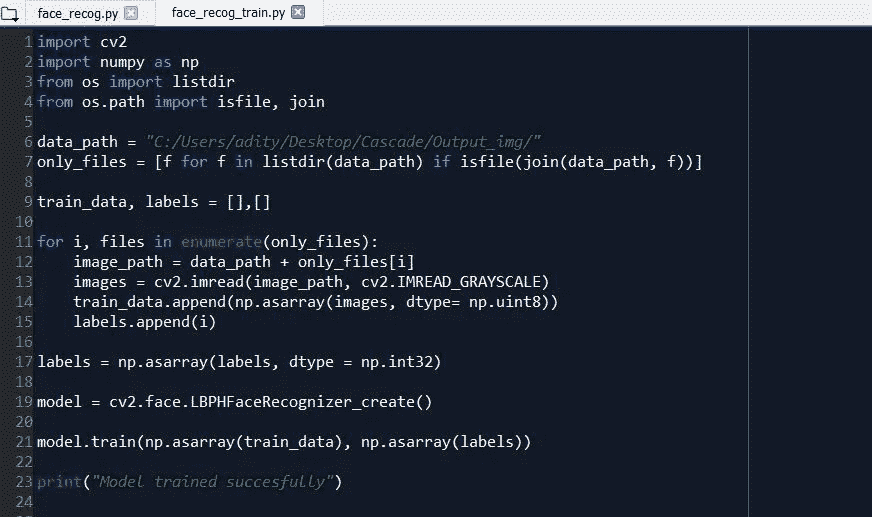 face_recog.py face_recog_train.py
1 import cv2
2 import numpy as np
3 from os import listdir
4 from os.path import isfile, join
5
6 data_path = "C:/Users/adity/Desktop/Cascade/Output_img/"
7 only_files = [f for f in listdir(data_path) if isfile(join(data_path, f))]
8
9 train_data, labels = [],[]
10
11 for i, files in enumerate(only_files):
12     image_path = data_path + only_files[i]
13     images = cv2.imread(image_path, cv2.IMREAD_GRAYSCALE)
14     train_data.append(np.asarray(images, dtype= np.uint8))
15     labels.append(i)
16
17 labels = np.asarray(labels, dtype = np.int32)
18
19 model = cv2.face.LBPHFaceRecognizer_create()
20
21 model.train(np.asarray(train_data), np.asarray(labels))
22
23 print("Model trained succesfully")
24